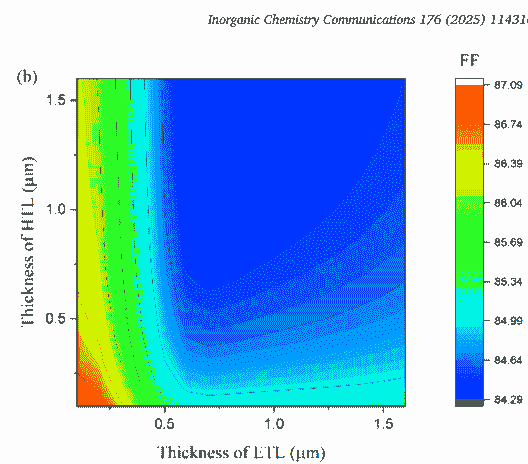 Inorganic Chemistry Communications 176 (2025)
(b)
FF
87.09
86.74
86.39
86.04
85.69
85.34
84.99
84.64
84.29
1.5
1.0
0.5
Thickness of HTL (μm)
0.5 1.0 1.5
Thickness of ETL (μm)